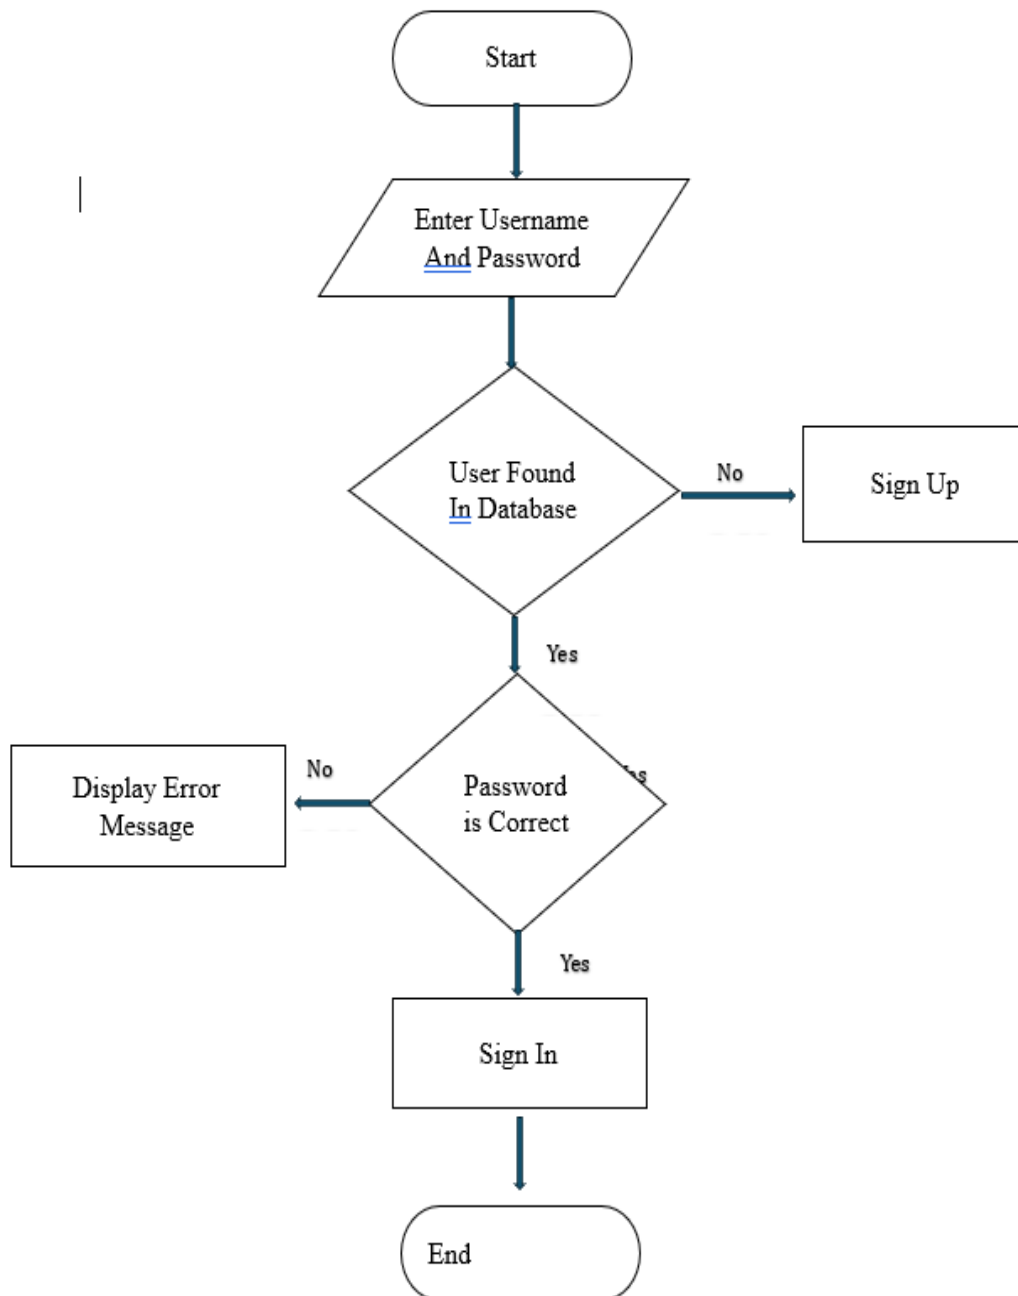 Start
Enter Username
And Password
User Found
In Database
No
Sign Up
Yes
No
Display Error
Message
Password
is Correct
Yes
Sign In
End